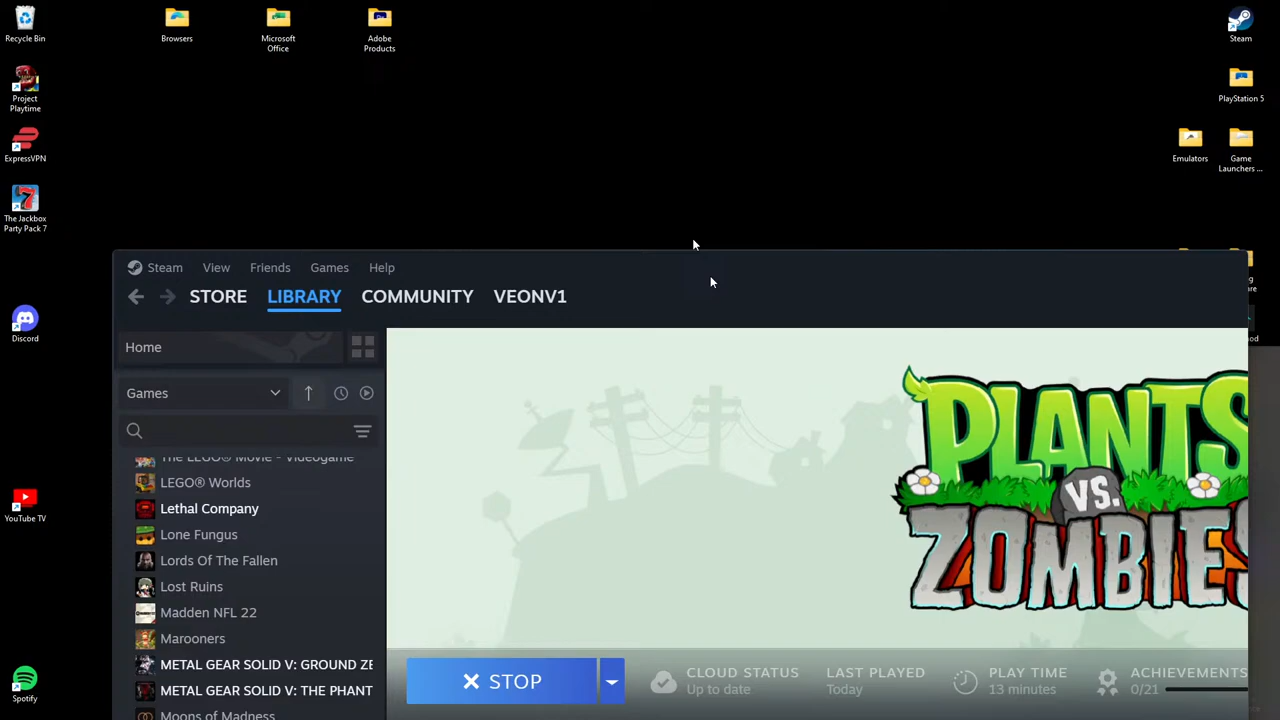 Recycle Bin
Browsers
Microsoft
Office
Adobe
Products
Steam
Project
Playtime
PlayStation 5
ExpressVPN
Emulators
Game
Launchers ...
The Jackbox
Party Pack 7
Steam View Friends Games Help
STORE LIBRARY COMMUNITY VEONV1
Discord
Home
Games
PLANTS
VS.
ZOMBIES
The LEGO® Movie - Videogame
LEGO® Worlds
Lethal Company
Lone Fungus
Lords Of The Fallen
Lost Ruins
Madden NFL 22
Marooners
METAL GEAR SOLID V: GROUND ZE
METAL GEAR SOLID V: THE PHANT
Moons of Madness
YouTube TV
Spotify
STOP
CLOUD STATUS
Up to date
LAST PLAYED
Today
PLAY TIME
13 minutes
ACHIEVEMENTS
0/21